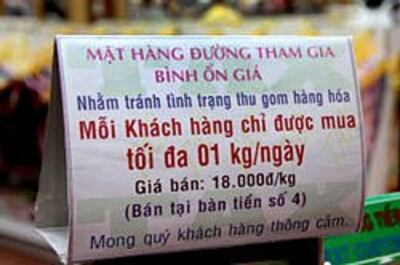 MẶT HÀNG ĐƯỜNG THAM GIA
BÌNH ỔN GIÁ
Nhằm tránh tình trạng thu gom hàng hóa
Mỗi Khách hàng chỉ được mua
tối đa 01 kg/ngày
Giá bán: 18.000đ/kg
(Bán tại bàn tiền số 4)
Mong quý khách hàng thông cảm.